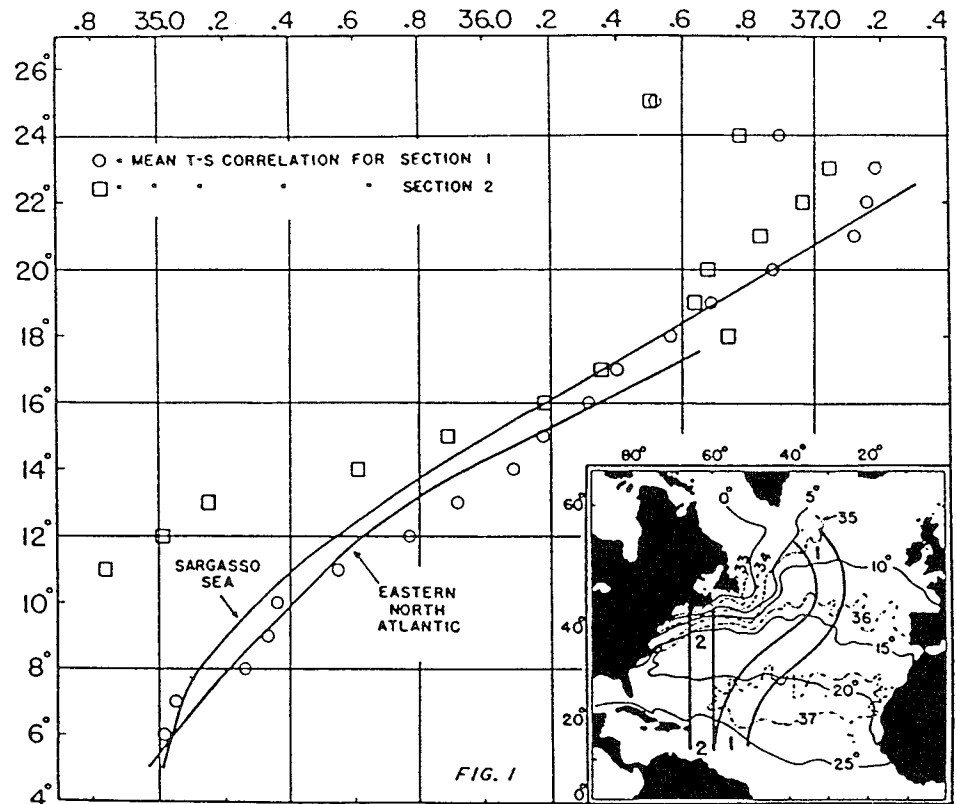 .8 35.0 .2 .4 .6 .8 36.0 .2 .4 .6 .8 37.0 .2 .4
26°
24°
○ = MEAN T-S CORRELATION FOR SECTION 1
□ " " " " " SECTION 2
22°
20°
18°
16°
14°
12°
10°
8°
6°
4°
SARGASSO
SEA
EASTERN
NORTH
ATLANTIC
FIG. 1
80° 60° 40° 20°
60°
40°
20°
0°
0° 5° 35
33 34 1 10°
36
15°
2
20°
37
2 1 25°